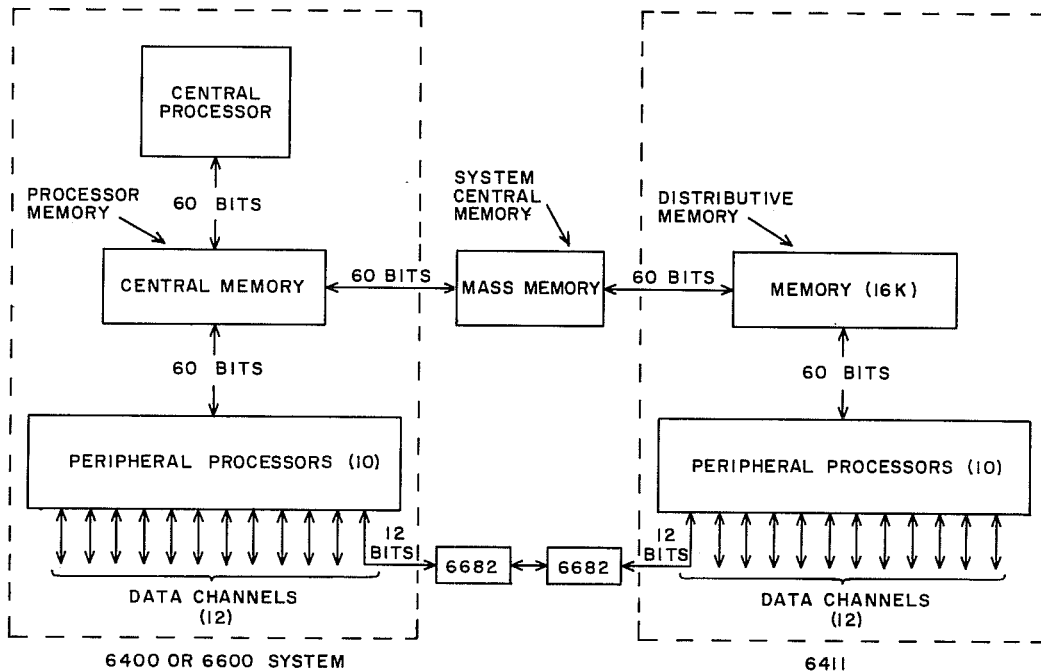 CENTRAL
PROCESSOR
PROCESSOR
MEMORY
60 BITS
SYSTEM
CENTRAL
MEMORY
DISTRIBUTIVE
MEMORY
CENTRAL MEMORY
60 BITS
MASS MEMORY
60 BITS
MEMORY (16K)
60 BITS
60 BITS
PERIPHERAL PROCESSORS (10)
PERIPHERAL PROCESSORS (10)
12
BITS
12
BITS
6682
6682
DATA CHANNELS
(12)
DATA CHANNELS
(12)
6400 OR 6600 SYSTEM
6411